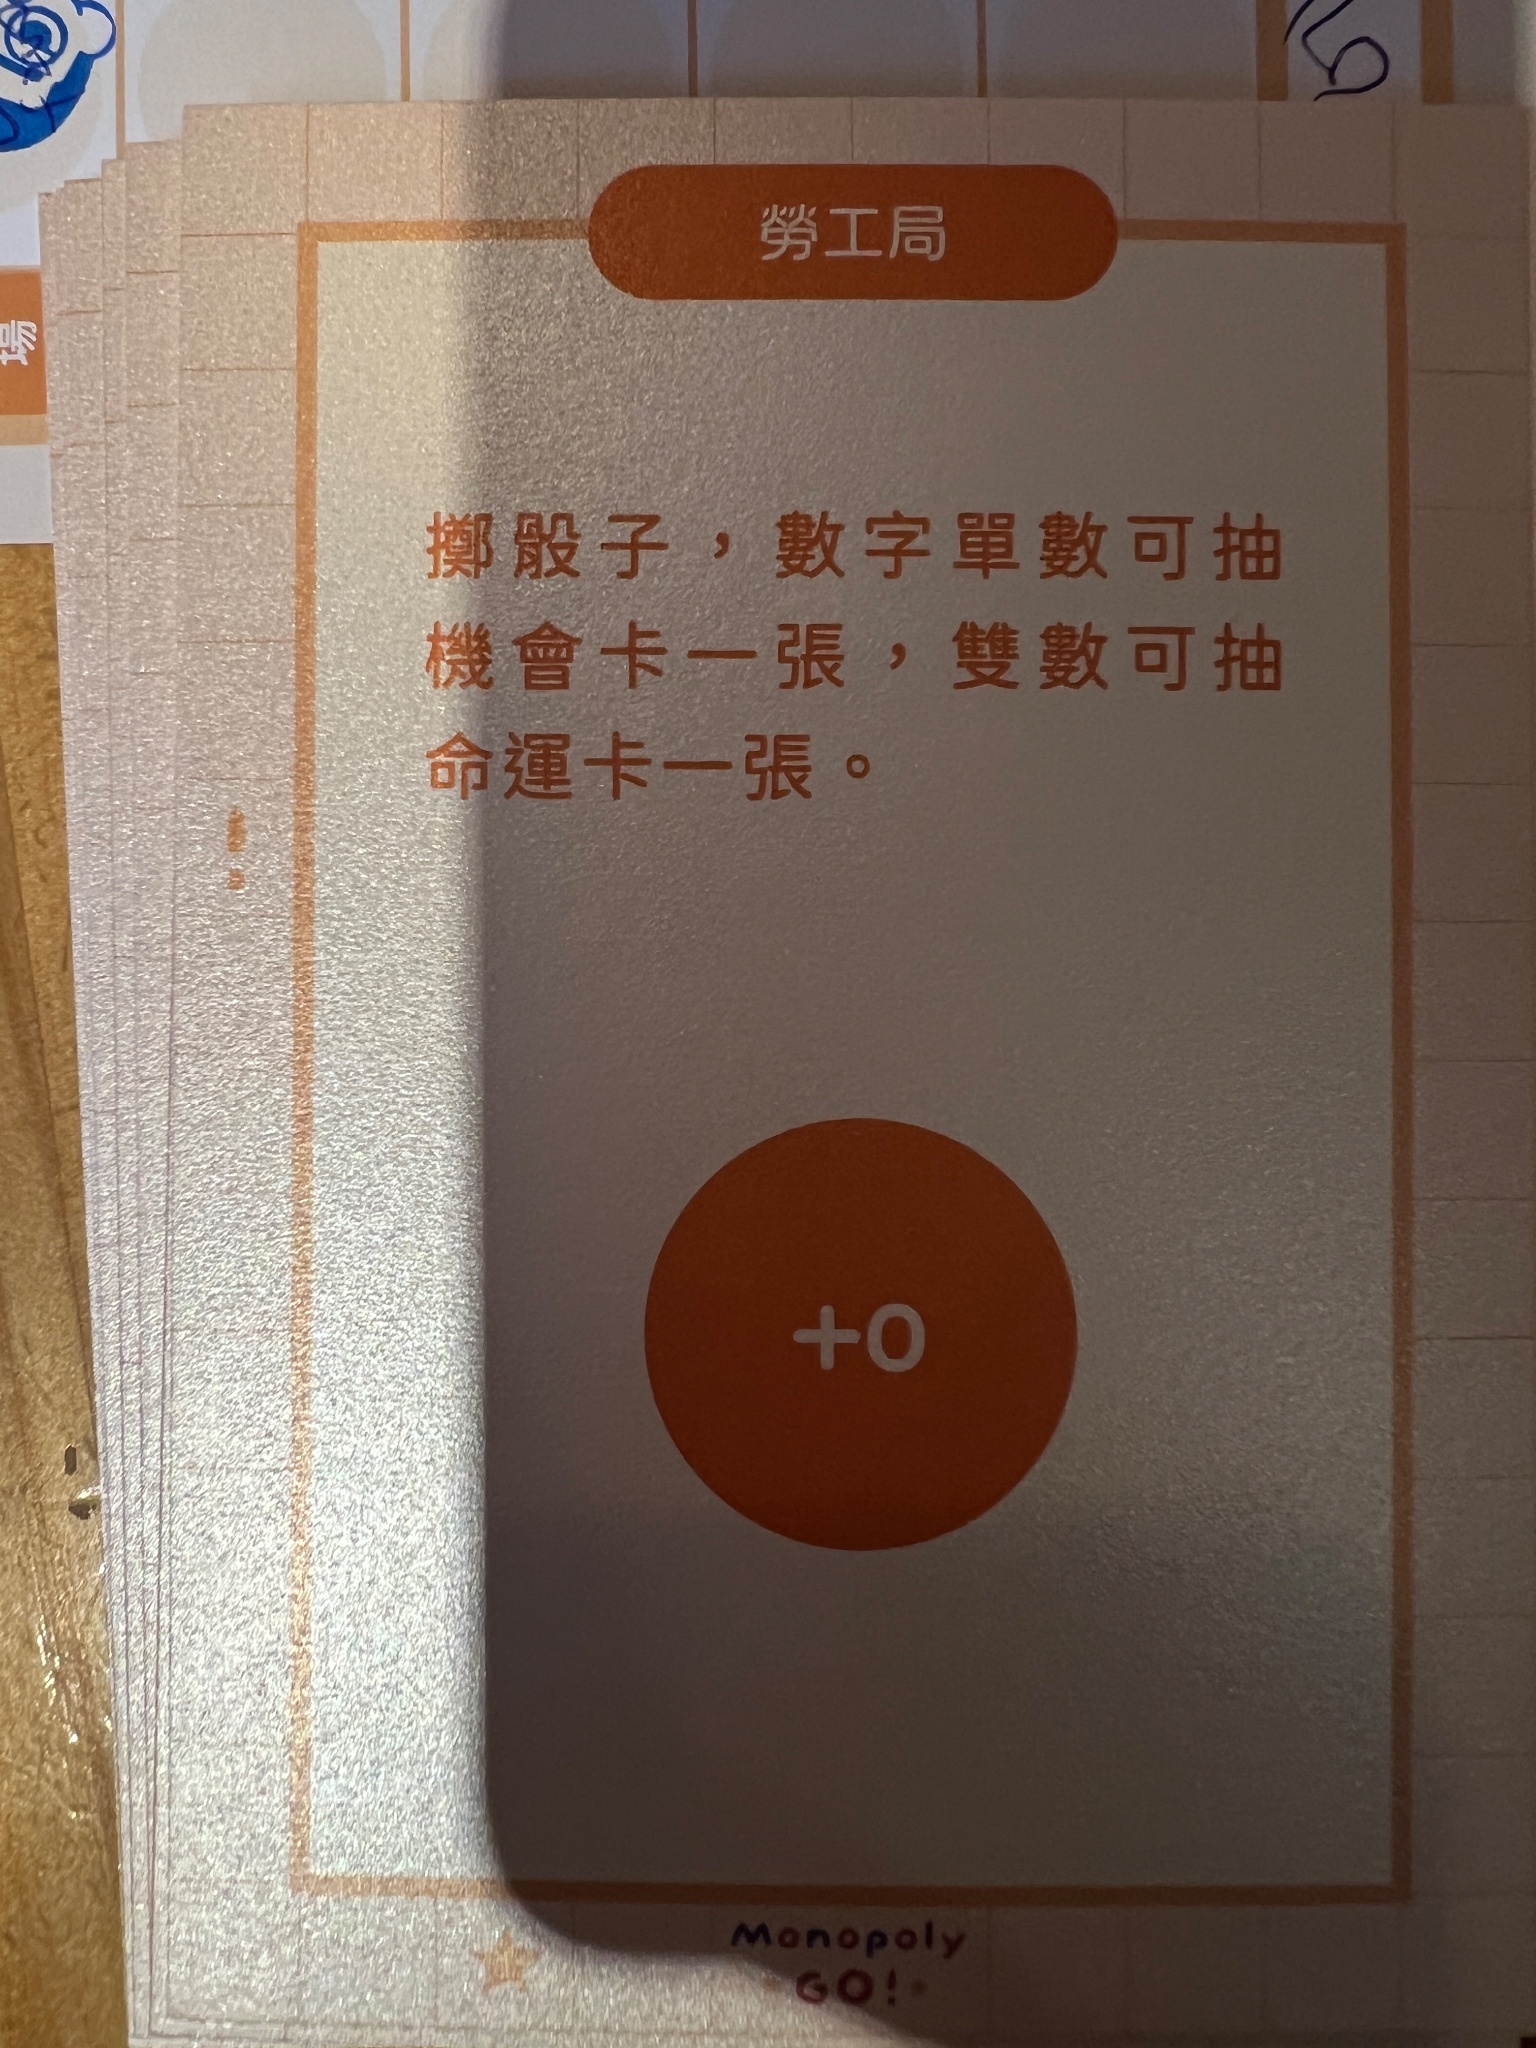 勞工局
場
擲骰子，數字單數可抽
機會卡一張，雙數可抽
命運卡一張。
+0
Monopoly
GO!